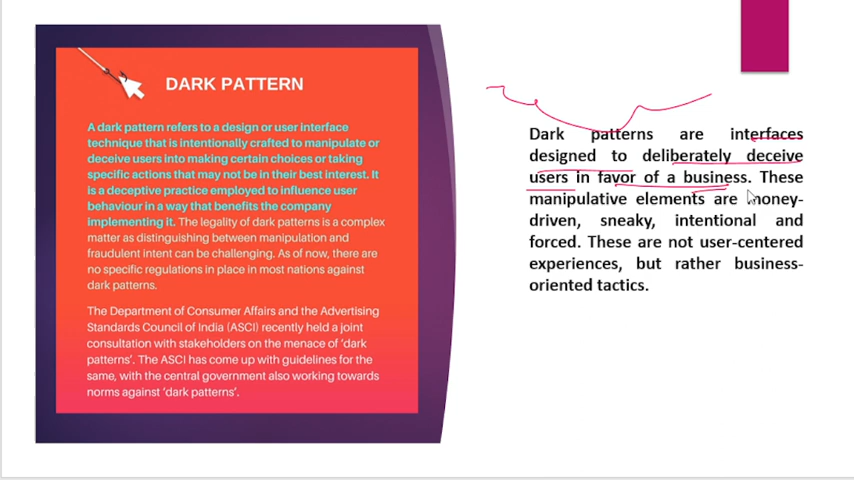 DARK PATTERN
A dark pattern refers to a design or user interface
technique that is intentionally crafted to manipulate or
deceive users into making certain choices or taking
specific actions that may not be in their best interest. It
is a deceptive practice employed to influence user
behaviour in a way that benefits the company
implementing it. The legality of dark patterns is a complex
matter as distinguishing between manipulation and
fraudulent intent can be challenging. As of now, there are
no specific regulations in place in most nations against
dark patterns.
The Department of Consumer Affairs and the Advertising
Standards Council of India (ASCI) recently held a joint
consultation with stakeholders on the menace of 'dark
patterns'. The ASCI has come up with guidelines for the
same, with the central government also working towards
norms against 'dark patterns'.
Dark patterns are interfaces
designed to deliberately deceive
users in favor of a business. These
manipulative elements are money-
driven, sneaky, intentional and
forced. These are not user-centered
experiences, but rather business-
oriented tactics.